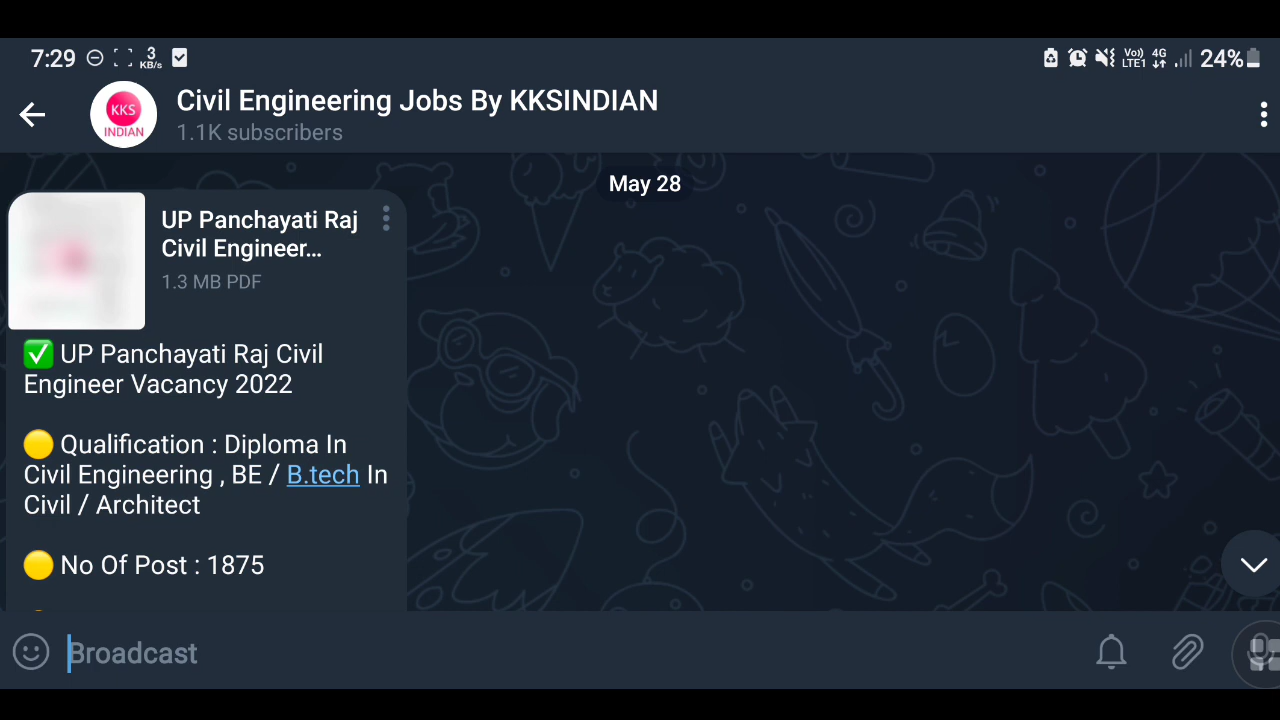 7:29 3 KB/s Vo)) LTE1 4G 24%
KKS INDIAN
Civil Engineering Jobs By KKSINDIAN
1.1K subscribers
May 28
UP Panchayati Raj
Civil Engineer...
1.3 MB PDF
✅ UP Panchayati Raj Civil
Engineer Vacancy 2022
🟡 Qualification : Diploma In
Civil Engineering , BE / B.tech In
Civil / Architect
🟡 No Of Post : 1875
Broadcast